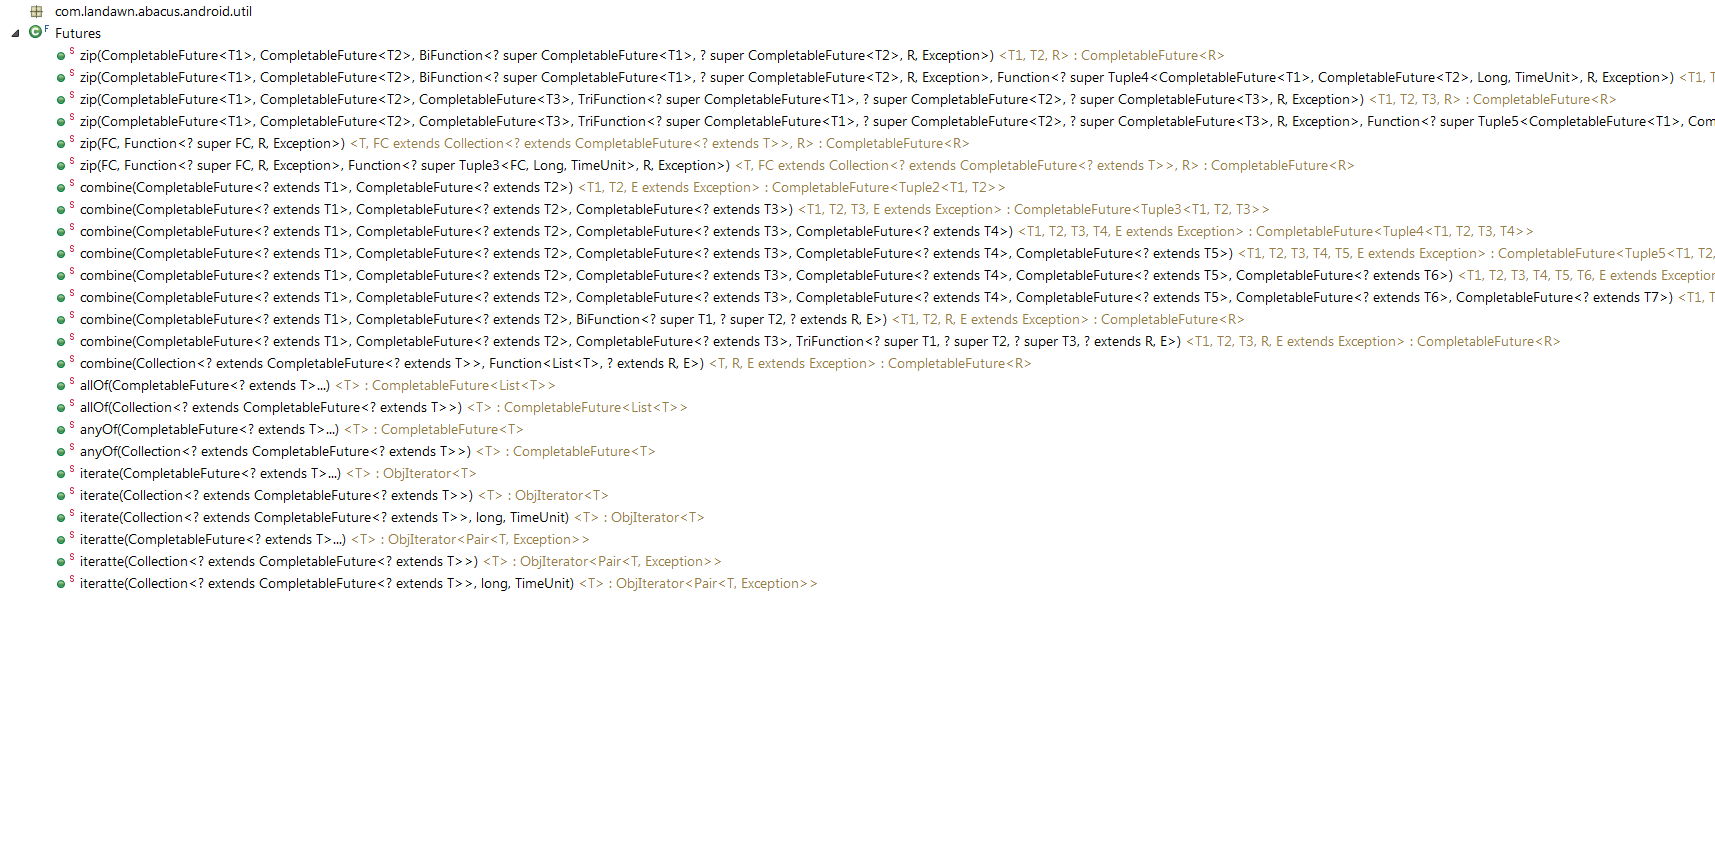 com.landawn.abacus.android.util
F Futures
S zip(CompletableFuture<T1>, CompletableFuture<T2>, BiFunction<? super CompletableFuture<T1>, ? super CompletableFuture<T2>, R, Exception>) <T1, T2, R> : CompletableFuture<R>
S zip(CompletableFuture<T1>, CompletableFuture<T2>, BiFunction<? super CompletableFuture<T1>, ? super CompletableFuture<T2>, R, Exception>, Function<? super Tuple4<CompletableFuture<T1>, CompletableFuture<T2>, Long, TimeUnit>, R, Exception>) <T1, T
S zip(CompletableFuture<T1>, CompletableFuture<T2>, CompletableFuture<T3>, TriFunction<? super CompletableFuture<T1>, ? super CompletableFuture<T2>, ? super CompletableFuture<T3>, R, Exception>) <T1, T2, T3, R> : CompletableFuture<R>
S zip(CompletableFuture<T1>, CompletableFuture<T2>, CompletableFuture<T3>, TriFunction<? super CompletableFuture<T1>, ? super CompletableFuture<T2>, ? super CompletableFuture<T3>, R, Exception>, Function<? super Tuple5<CompletableFuture<T1>, Com
S zip(FC, Function<? super FC, R, Exception>) <T, FC extends Collection<? extends CompletableFuture<? extends T>>, R> : CompletableFuture<R>
S zip(FC, Function<? super FC, R, Exception>, Function<? super Tuple3<FC, Long, TimeUnit>, R, Exception>) <T, FC extends Collection<? extends CompletableFuture<? extends T>>, R> : CompletableFuture<R>
S combine(CompletableFuture<? extends T1>, CompletableFuture<? extends T2>) <T1, T2, E extends Exception> : CompletableFuture<Tuple2<T1, T2>>
S combine(CompletableFuture<? extends T1>, CompletableFuture<? extends T2>, CompletableFuture<? extends T3>) <T1, T2, T3, E extends Exception> : CompletableFuture<Tuple3<T1, T2, T3>>
S combine(CompletableFuture<? extends T1>, CompletableFuture<? extends T2>, CompletableFuture<? extends T3>, CompletableFuture<? extends T4>) <T1, T2, T3, T4, E extends Exception> : CompletableFuture<Tuple4<T1, T2, T3, T4>>
S combine(CompletableFuture<? extends T1>, CompletableFuture<? extends T2>, CompletableFuture<? extends T3>, CompletableFuture<? extends T4>, CompletableFuture<? extends T5>) <T1, T2, T3, T4, T5, E extends Exception> : CompletableFuture<Tuple5<T1, T2,
S combine(CompletableFuture<? extends T1>, CompletableFuture<? extends T2>, CompletableFuture<? extends T3>, CompletableFuture<? extends T4>, CompletableFuture<? extends T5>, CompletableFuture<? extends T6>) <T1, T2, T3, T4, T5, T6, E extends Exception
S combine(CompletableFuture<? extends T1>, CompletableFuture<? extends T2>, CompletableFuture<? extends T3>, CompletableFuture<? extends T4>, CompletableFuture<? extends T5>, CompletableFuture<? extends T6>, CompletableFuture<? extends T7>) <T1, T
S combine(CompletableFuture<? extends T1>, CompletableFuture<? extends T2>, BiFunction<? super T1, ? super T2, ? extends R, E>) <T1, T2, R, E extends Exception> : CompletableFuture<R>
S combine(CompletableFuture<? extends T1>, CompletableFuture<? extends T2>, CompletableFuture<? extends T3>, TriFunction<? super T1, ? super T2, ? super T3, ? extends R, E>) <T1, T2, T3, R, E extends Exception> : CompletableFuture<R>
S combine(Collection<? extends CompletableFuture<? extends T>>, Function<List<T>, ? extends R, E>) <T, R, E extends Exception> : CompletableFuture<R>
S allOf(CompletableFuture<? extends T>...) <T> : CompletableFuture<List<T>>
S allOf(Collection<? extends CompletableFuture<? extends T>>) <T> : CompletableFuture<List<T>>
S anyOf(CompletableFuture<? extends T>...) <T> : CompletableFuture<T>
S anyOf(Collection<? extends CompletableFuture<? extends T>>) <T> : CompletableFuture<T>
S iterate(CompletableFuture<? extends T>...) <T> : ObjIterator<T>
S iterate(Collection<? extends CompletableFuture<? extends T>>) <T> : ObjIterator<T>
S iterate(Collection<? extends CompletableFuture<? extends T>>, long, TimeUnit) <T> : ObjIterator<T>
S iteratte(CompletableFuture<? extends T>...) <T> : ObjIterator<Pair<T, Exception>>
S iteratte(Collection<? extends CompletableFuture<? extends T>>) <T> : ObjIterator<Pair<T, Exception>>
S iteratte(Collection<? extends CompletableFuture<? extends T>>, long, TimeUnit) <T> : ObjIterator<Pair<T, Exception>>